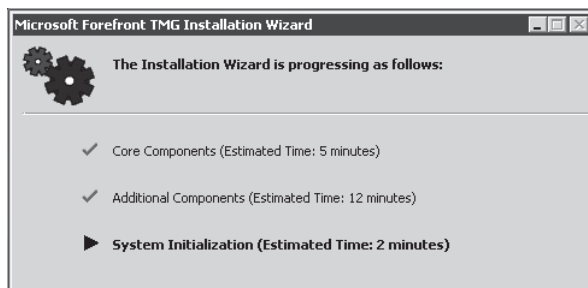 Microsoft Forefront TMG Installation Wizard
The Installation Wizard is progressing as follows:
Core Components (Estimated Time: 5 minutes)
Additional Components (Estimated Time: 12 minutes)
System Initialization (Estimated Time: 2 minutes)